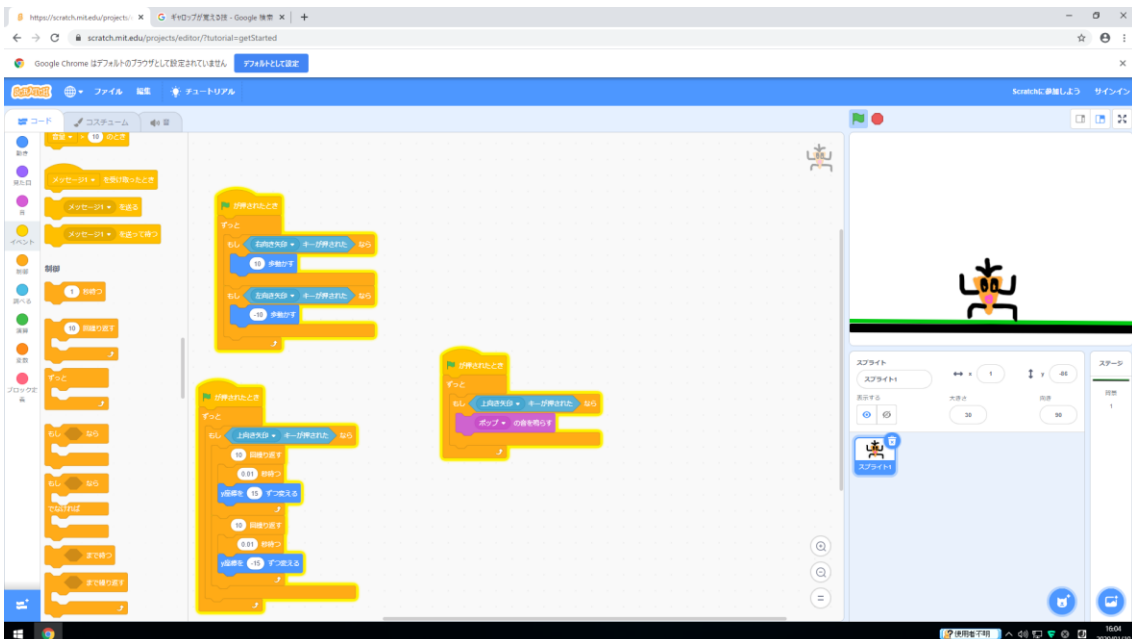 https://scratch.mit.edu/projects/
ギャロップが覚える技 - Google 検索
scratch.mit.edu/projects/editor/?tutorial=getStarted
Google Chrome はデフォルトのブラウザとして設定されていません
デフォルトとして設定
SCRATCH
ファイル
編集
チュートリアル
Scratchに参加しよう
サインイン
コード
コスチューム
音
動き
見た目
音
イベント
制御
調べる
演算
変数
ブロック定義
音量 > 10 のとき
メッセージ1 を受け取ったとき
メッセージ1 を送る
メッセージ1 を送って待つ
制御
1 秒待つ
10 回繰り返す
ずっと
もし なら
もし なら
でなければ
まで待つ
まで繰り返す
が押されたとき
ずっと
もし 右向き矢印 キーが押された なら
10 歩動かす
もし 左向き矢印 キーが押された なら
-10 歩動かす
が押されたとき
ずっと
もし 上向き矢印 キーが押された なら
10 回繰り返す
0.01 秒待つ
y座標を 15 ずつ変える
10 回繰り返す
0.01 秒待つ
y座標を -15 ずつ変える
が押されたとき
ずっと
もし 上向き矢印 キーが押された なら
ポップ の音を鳴らす
スプライト
スプライト1
x 1
y -86
表示する
大きさ
30
向き
90
スプライト1
ステージ
背景
1
使用者不明
16:04